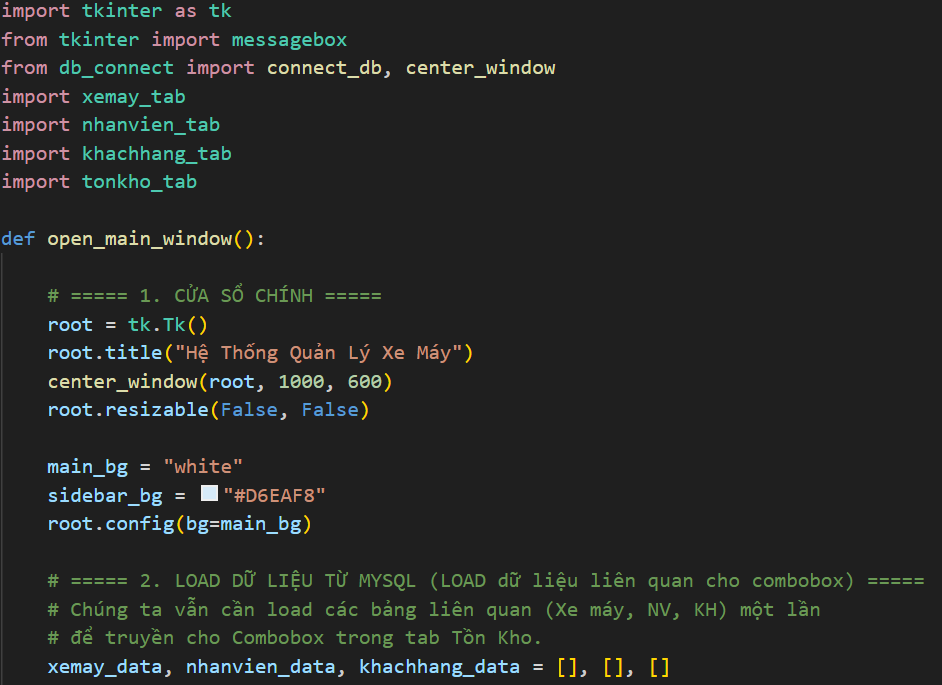 import tkinter as tk
from tkinter import messagebox
from db_connect import connect_db, center_window
import xemay_tab
import nhanvien_tab
import khachhang_tab
import tonkho_tab
def open_main_window():
# ===== 1. CỬA SỔ CHÍNH =====
root = tk.Tk()
root.title("Hệ Thống Quản Lý Xe Máy")
center_window(root, 1000, 600)
root.resizable(False, False)
main_bg = "white"
sidebar_bg = "#D6EAF8"
root.config(bg=main_bg)
# ===== 2. LOAD DỮ LIỆU TỪ MYSQL (LOAD dữ liệu liên quan cho combobox) =====
# Chúng ta vẫn cần load các bảng liên quan (Xe máy, NV, KH) một lần
# để truyền cho Combobox trong tab Tồn Kho.
xemay_data, nhanvien_data, khachhang_data = [], [], []